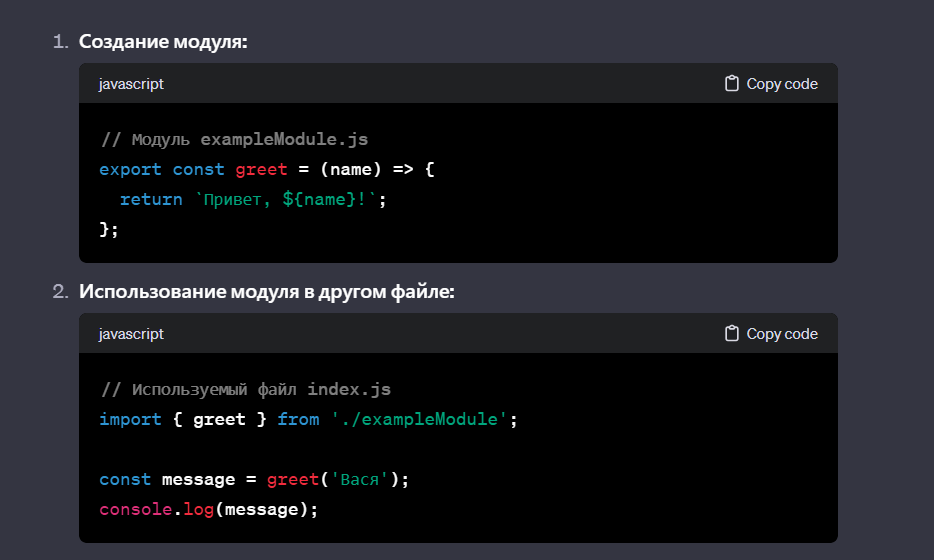 1. Создание модуля:
javascript Copy code
// Модуль exampleModule.js
export const greet = (name) => {
  return `Привет, ${name}!`;
};
2. Использование модуля в другом файле:
javascript Copy code
// Используемый файл index.js
import { greet } from './exampleModule';
const message = greet('Вася');
console.log(message);